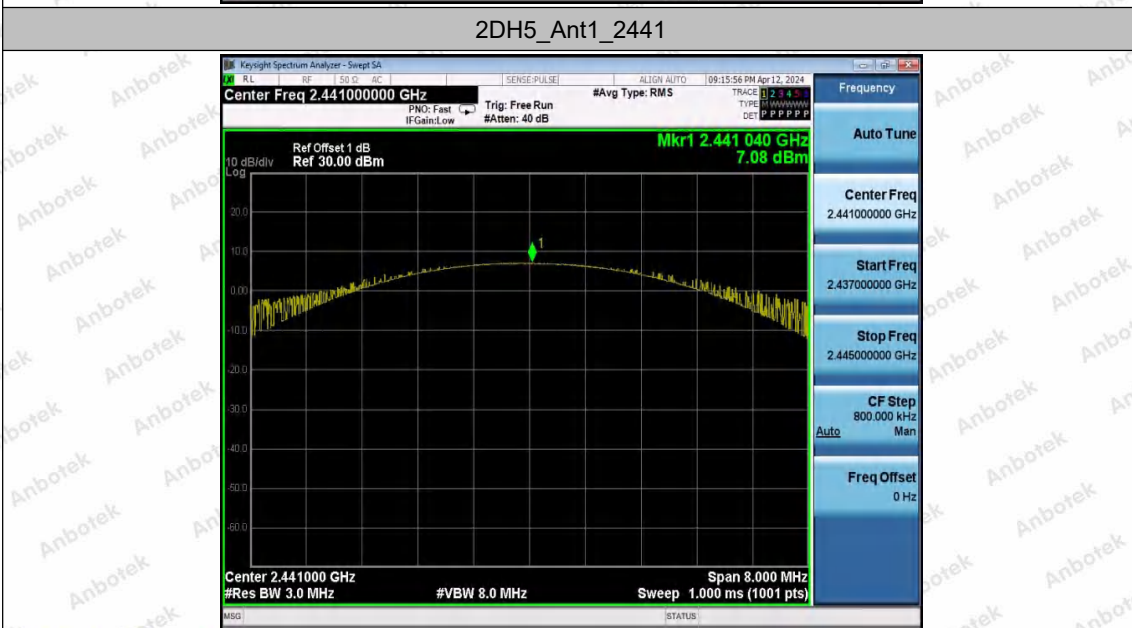 2DH5_Ant1_2441
Keysight Spectrum Analyzer - Swept SA
RL RF 50 Ω AC SENSE:PULSE ALIGN AUTO 09:15:56 PM Apr 12, 2024
Center Freq 2.441000000 GHz
PNO: Fast
IFGain:Low
Trig: Free Run
#Atten: 40 dB
#Avg Type: RMS
TRACE 1 2 3 4 5 6
TYPE M WWWWW
DET P P P P P P
Ref Offset 1 dB
10 dB/div Ref 30.00 dBm
Log
Mkr1 2.441 040 GHz
7.08 dBm
1
20.0
10.0
0.00
-10.0
-20.0
-30.0
-40.0
-50.0
-60.0
Center 2.441000 GHz Span 8.000 MHz
#Res BW 3.0 MHz #VBW 8.0 MHz Sweep 1.000 ms (1001 pts)
MSG STATUS
Frequency
Auto Tune
Center Freq
2.441000000 GHz
Start Freq
2.437000000 GHz
Stop Freq
2.445000000 GHz
CF Step
800.000 kHz
Auto Man
Freq Offset
0 Hz
Anbotek